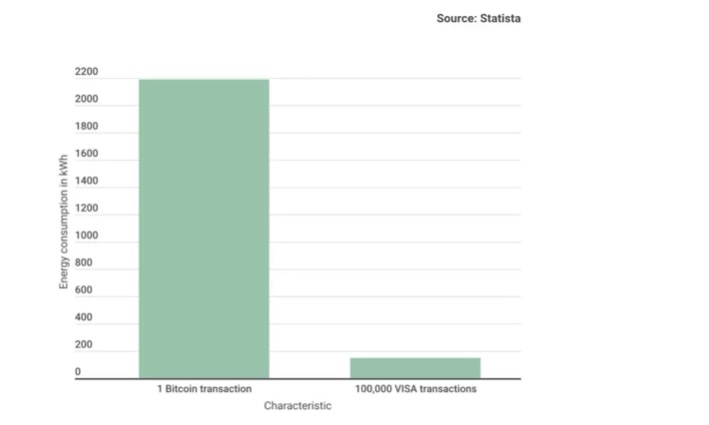 Source: Statista
Energy consumption in kWh
2200
2000
1800
1600
1400
1200
1000
800
600
400
200
0
1 Bitcoin transaction
100,000 VISA transactions
Characteristic